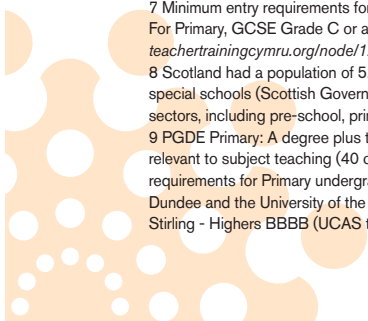 7 Minimum entry requirements for
For Primary, GCSE Grade C or a
teachertrainingcymru.org/node/1
8 Scotland had a population of 5
special schools (Scottish Govern
sectors, including pre-school, prim
9 PGDE Primary: A degree plus t
relevant to subject teaching (40 c
requirements for Primary undergra
Dundee and the University of the
Stirling - Highers BBBB (UCAS t